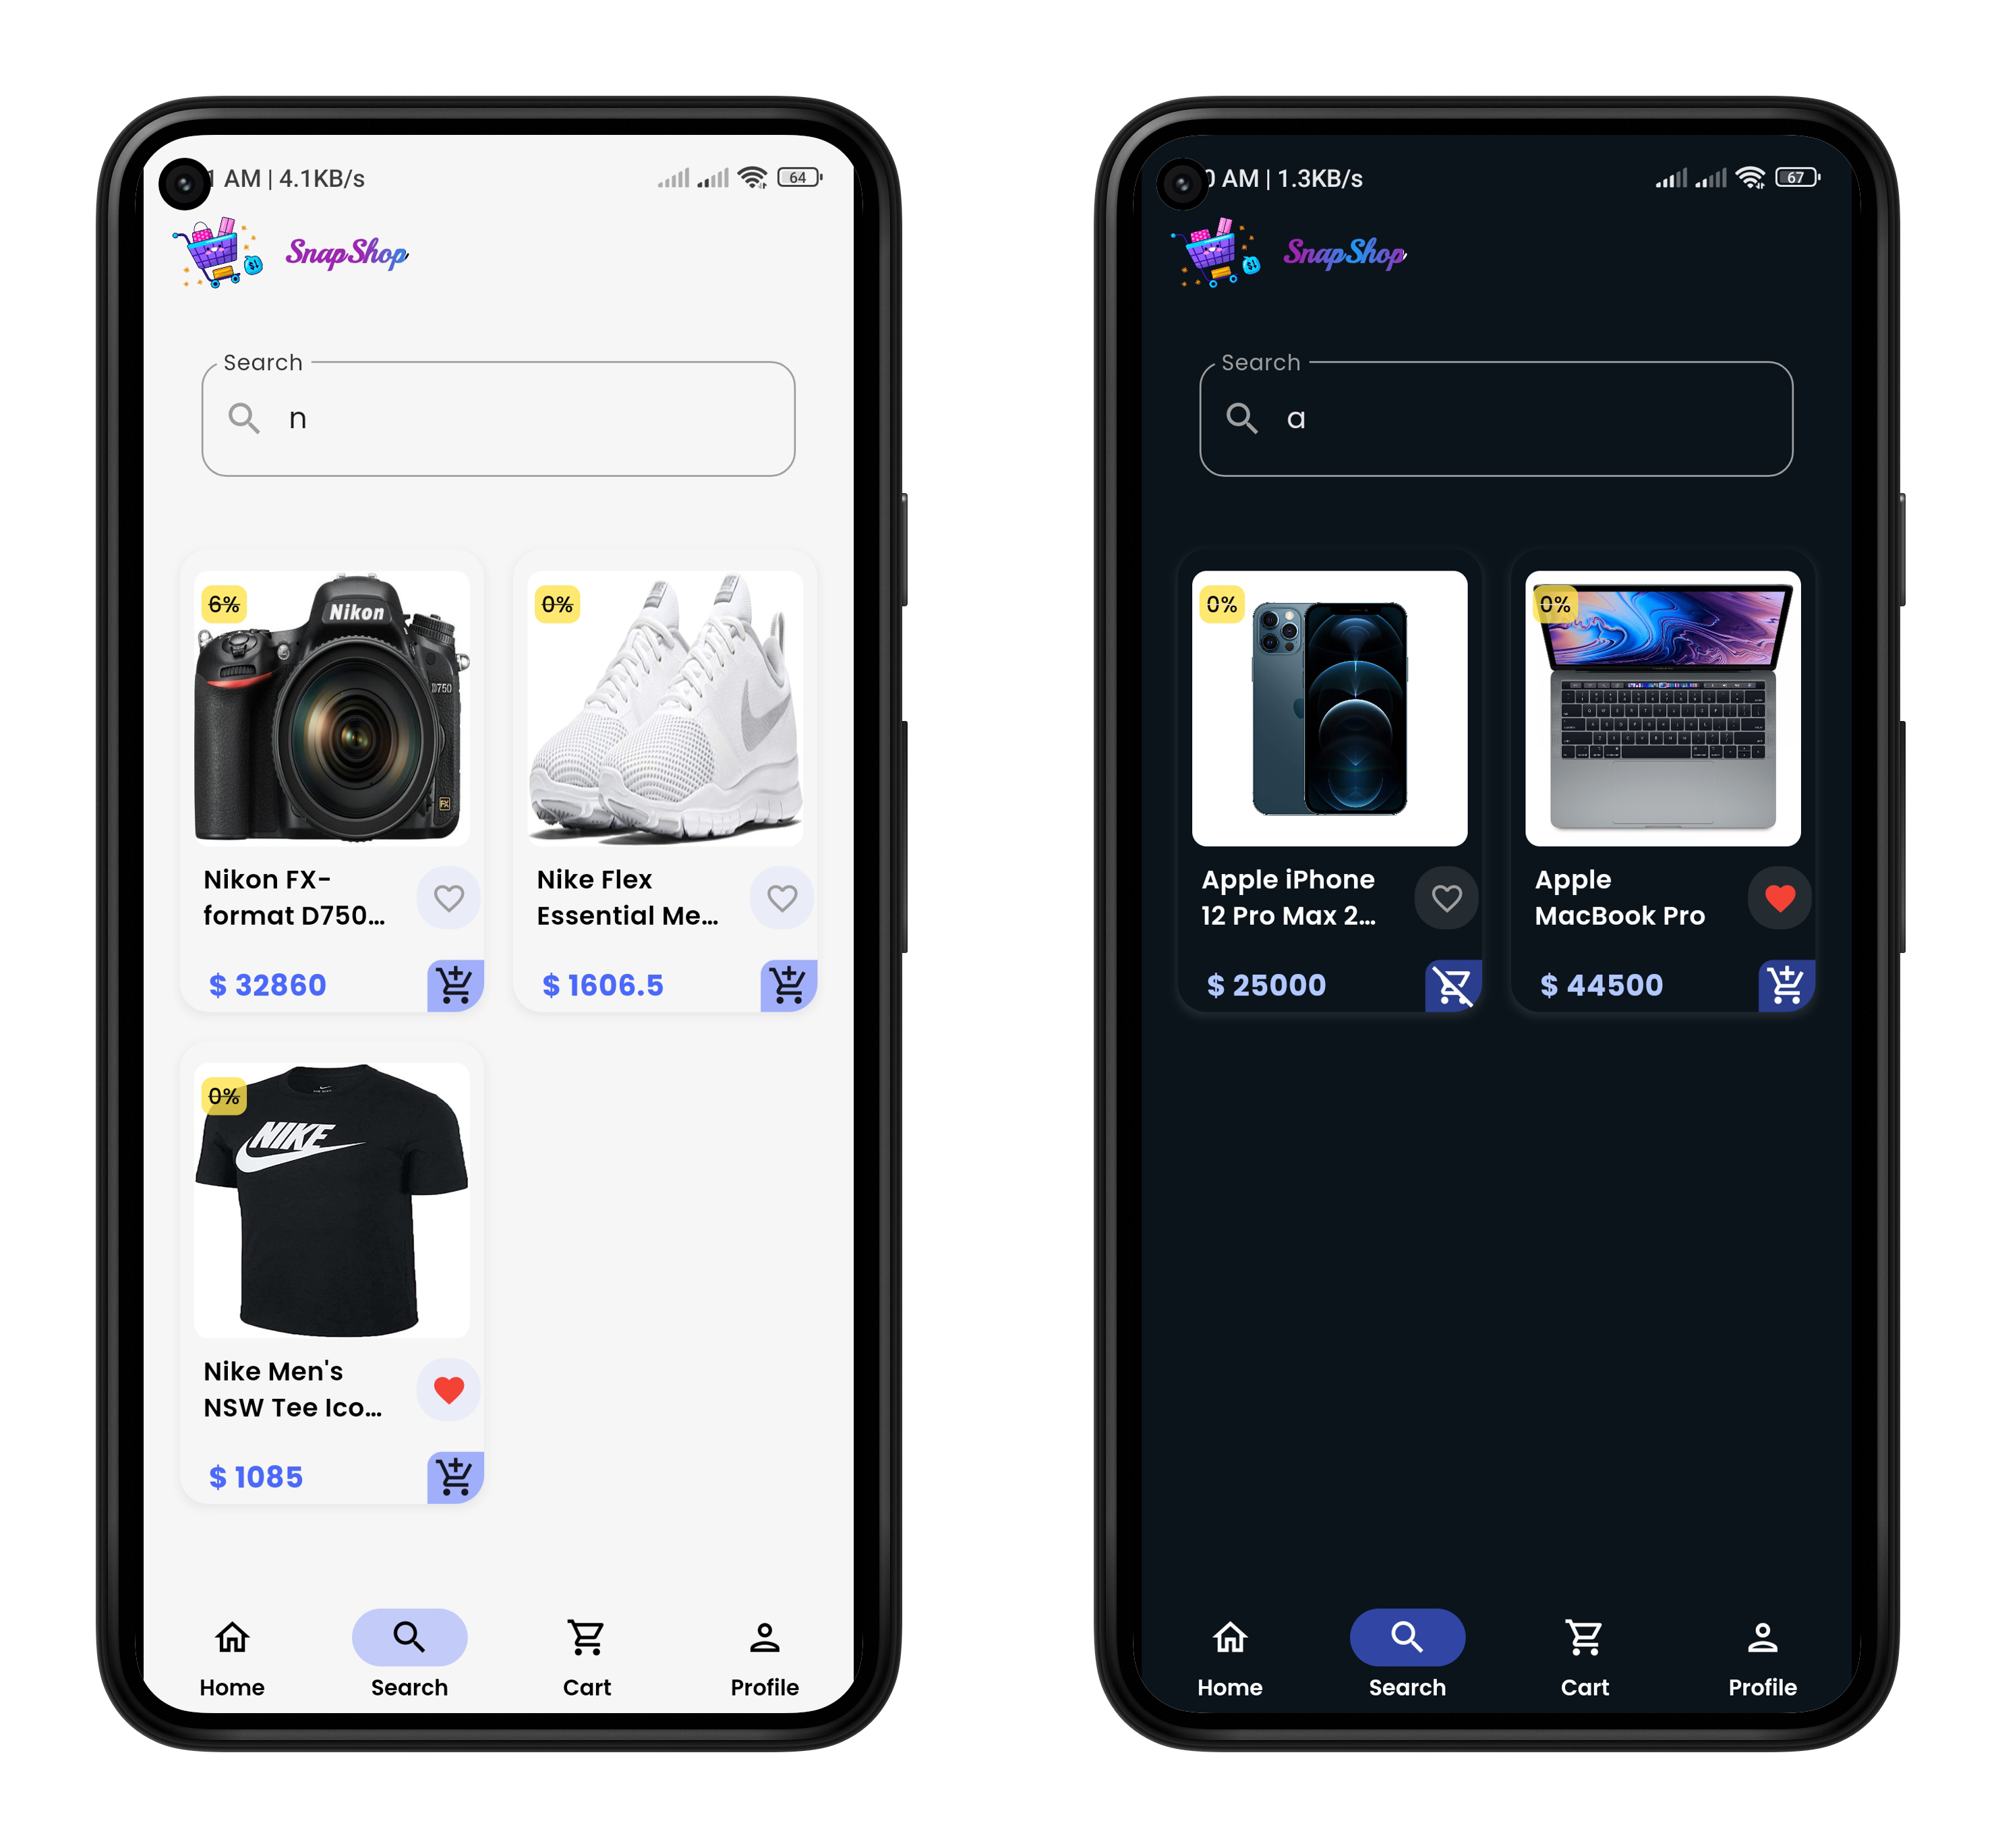 AM | 4.1KB/s
64
SnapShop
Search
n
6%
Nikon
D750
FX
Nikon FX-
format D750...
$ 32860
0%
Nike Flex
Essential Me...
$ 1606.5
0%
NIKE
Nike Men's
NSW Tee Ico...
$ 1085
Home
Search
Cart
Profile
0 AM | 1.3KB/s
67
SnapShop
Search
a
0%
Apple iPhone
12 Pro Max 2...
$ 25000
0%
Apple
MacBook Pro
$ 44500
Home
Search
Cart
Profile